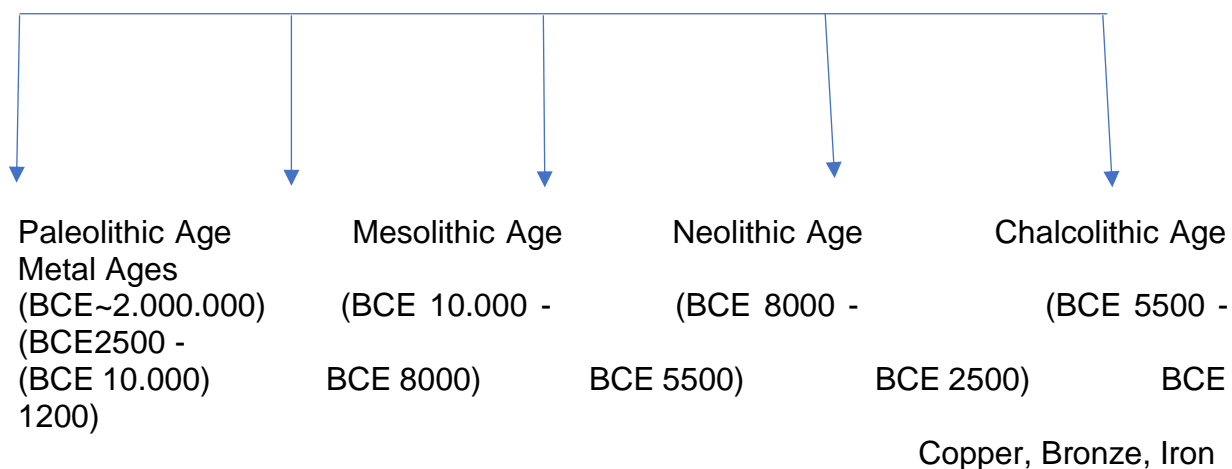 Paleolithic Age Mesolithic Age Neolithic Age Chalcolithic Age
Metal Ages
(BCE~2.000.000) (BCE 10.000 - (BCE 8000 - (BCE 5500 -
(BCE2500 -
(BCE 10.000) BCE 8000) BCE 5500) BCE 2500) BCE
1200)
Copper, Bronze, Iron